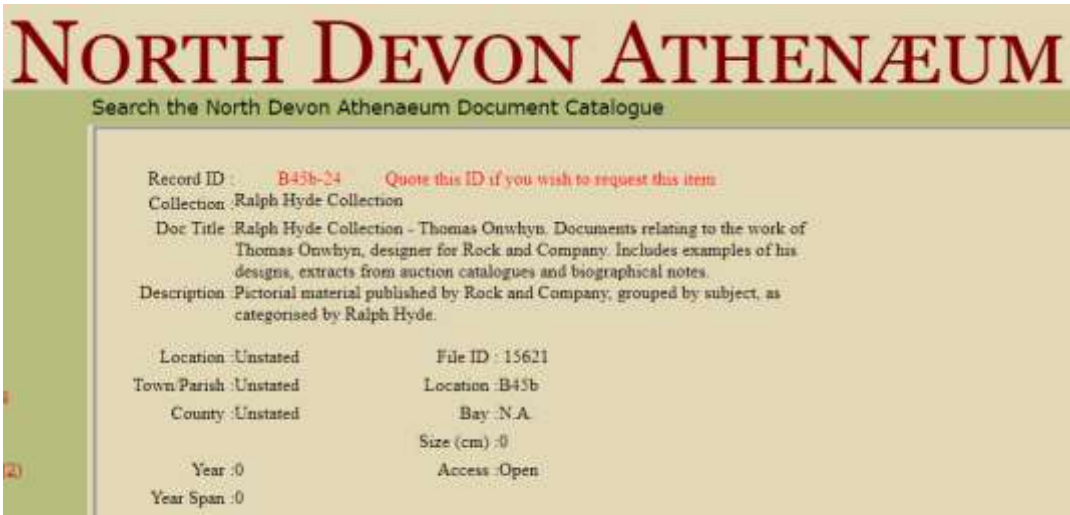 NORTH DEVON ATHENÆUM
Search the North Devon Athenaeum Document Catalogue
Record ID : B45b-24 Quote this ID if you wish to request this item
Collection :Ralph Hyde Collection
Doc Title :Ralph Hyde Collection - Thomas Onwhyn. Documents relating to the work of
Thomas Onwhyn, designer for Rock and Company. Includes examples of his
designs, extracts from auction catalogues and biographical notes.
Description :Pictorial material published by Rock and Company, grouped by subject, as
categorised by Ralph Hyde.
Location :Unstated File ID : 15621
Town/Parish :Unstated Location :B45b
County :Unstated Bay :N.A.
Size (cm) :0
(2) Year :0 Access :Open
Year Span :0